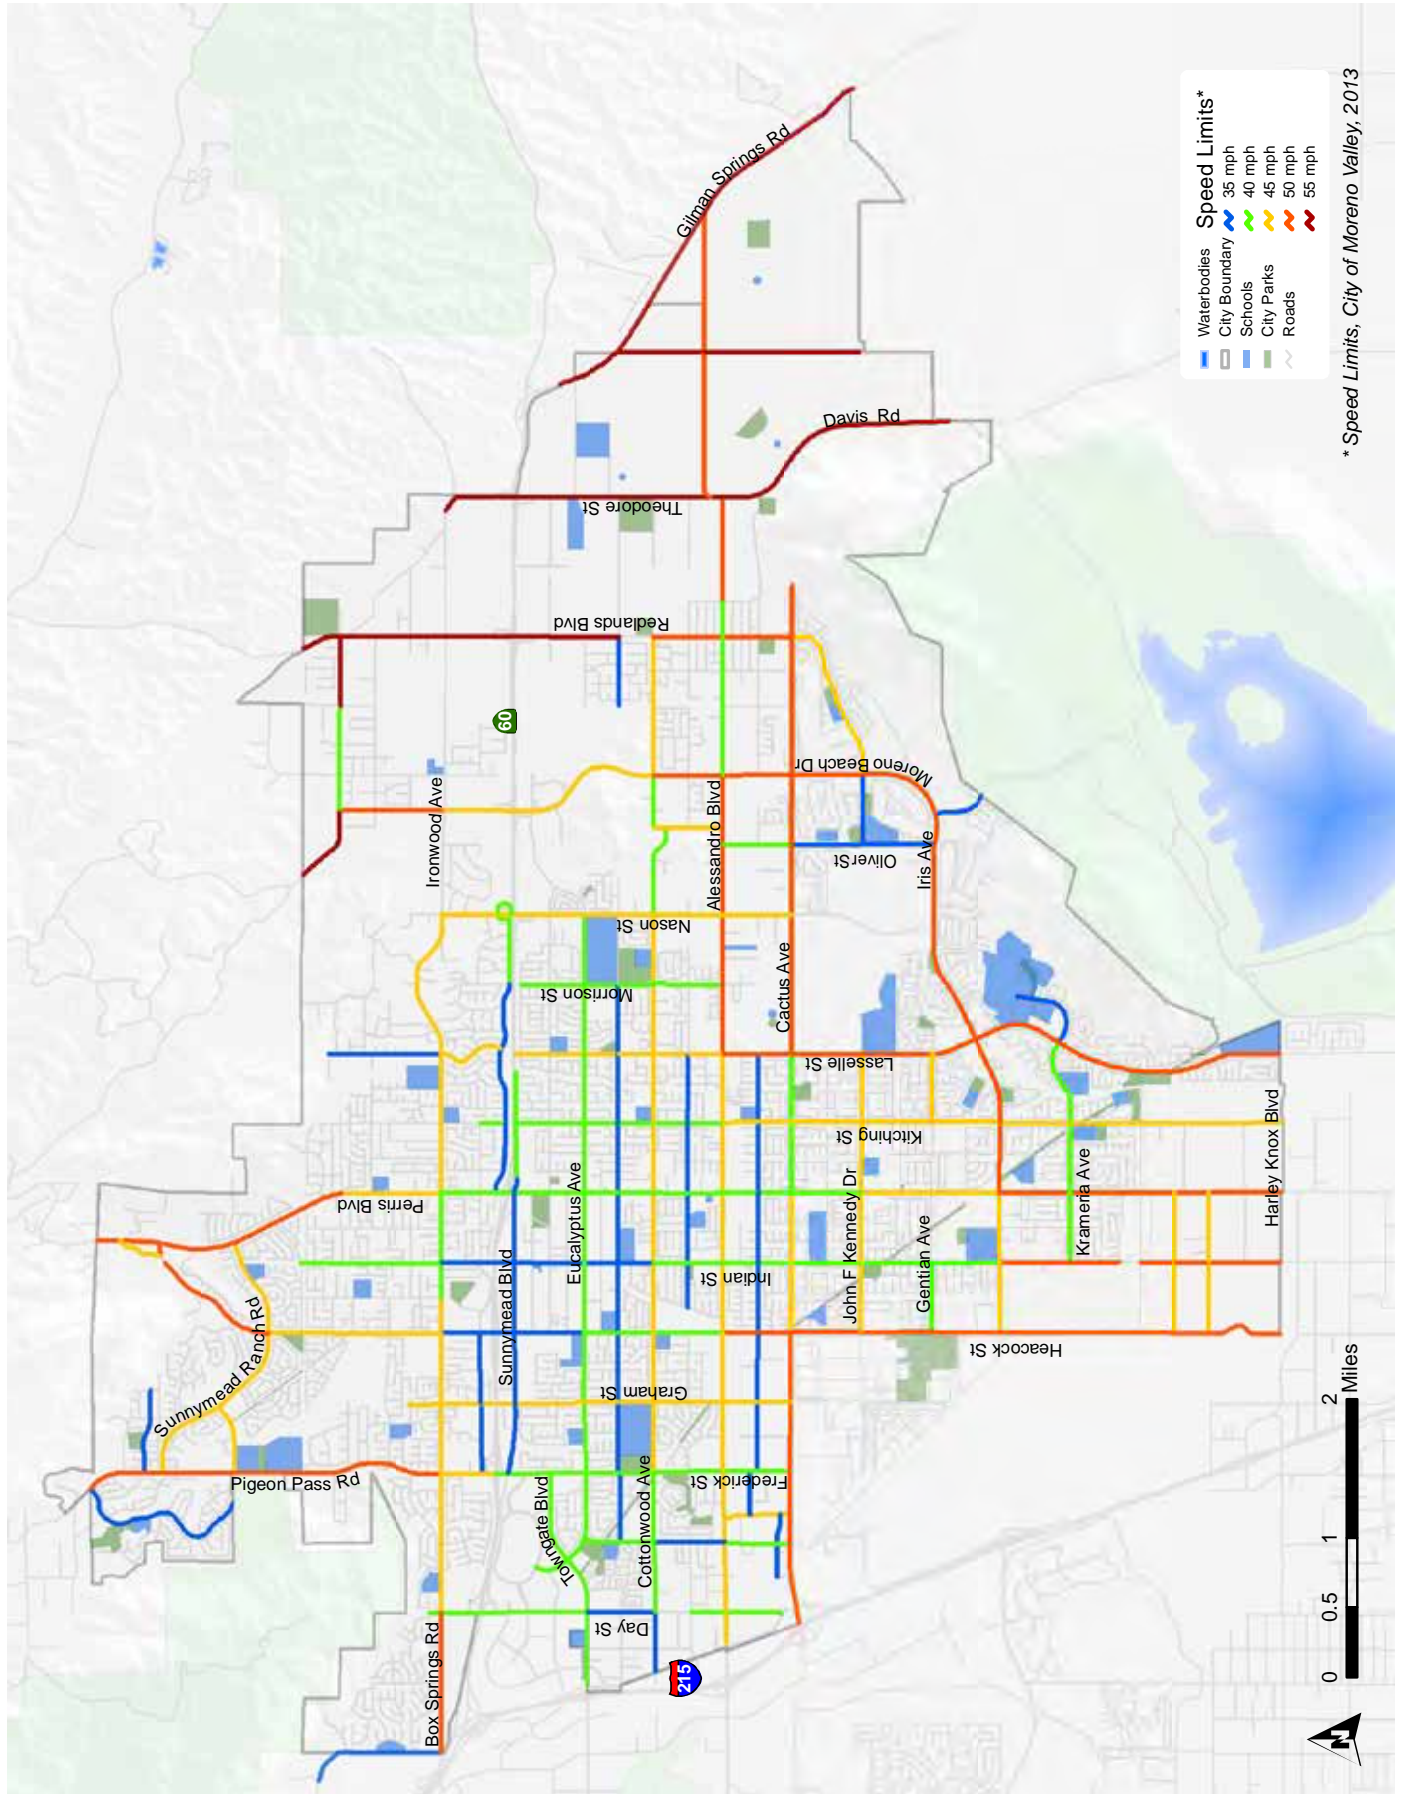 Gilman Springs Rd
Davis Rd
Theodore St
Redlands Blvd
60
Moreno Beach Dr
Ironwood Ave
Alessandro Blvd
Oliver St
Iris Ave
Nason St
Morrison St
Cactus Ave
Lasselle St
Kitching St
Harley Knox Blvd
Perris Blvd
Eucalyptus Ave
John F Kennedy Dr
Krameria Ave
Gentian Ave
Indian St
Sunnymead Blvd
Sunnymead Ranch Rd
Heacock St
Graham St
Pigeon Pass Rd
Frederick St
Towngate Blvd
Cottonwood Ave
Day St
Box Springs Rd
215
Waterbodies
City Boundary
Schools
City Parks
Roads
Speed Limits*
35 mph
40 mph
45 mph
50 mph
55 mph
* Speed Limits, City of Moreno Valley, 2013
0 0.5 1 2
Miles
N